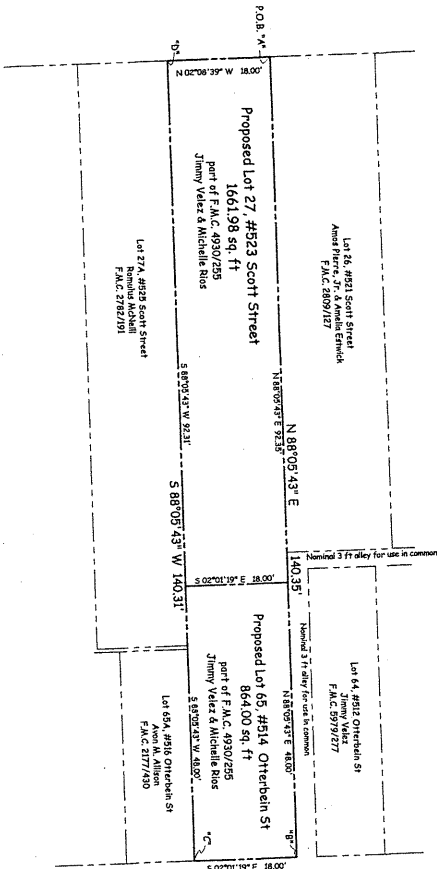 P.O.B. "A"
"D"
N 02°08'39" W 18.00'
Lot 26, #521 Scott Street
Amos Pierre, Jr. & Amelia Estwick
F.M.C. 2809/127
Proposed Lot 27, #523 Scott Street
1661.98 sq. ft
part of F.M.C. 4930/255
Jimmy Velez & Michelle Rios
Lot 27A, #525 Scott Street
Romulus McNeill
F.M.C. 2782/191
N 88°05'43" E 92.35'
N 88°05'43" E 140.35'
S 88°05'43" W 92.31'
S 88°05'43" W 140.31'
Nominal 3 ft alley for use in common
S 02°01'19" E 18.00'
Nominal 3 ft alley for use in common
Lot 64, #512 Otterbein St
Jimmy Velez
F.M.C. 5979/277
N 88°05'43" E 48.00'
Proposed Lot 65, #514 Otterbein St
864.00 sq. ft
part of F.M.C. 4930/255
Jimmy Velez & Michelle Rios
S 88°05'43" W 48.00'
Lot 65A, #516 Otterbein St
Avon M. Allison
F.M.C. 2177/430
"B"
"C"
S 02°01'19" E 18.00'